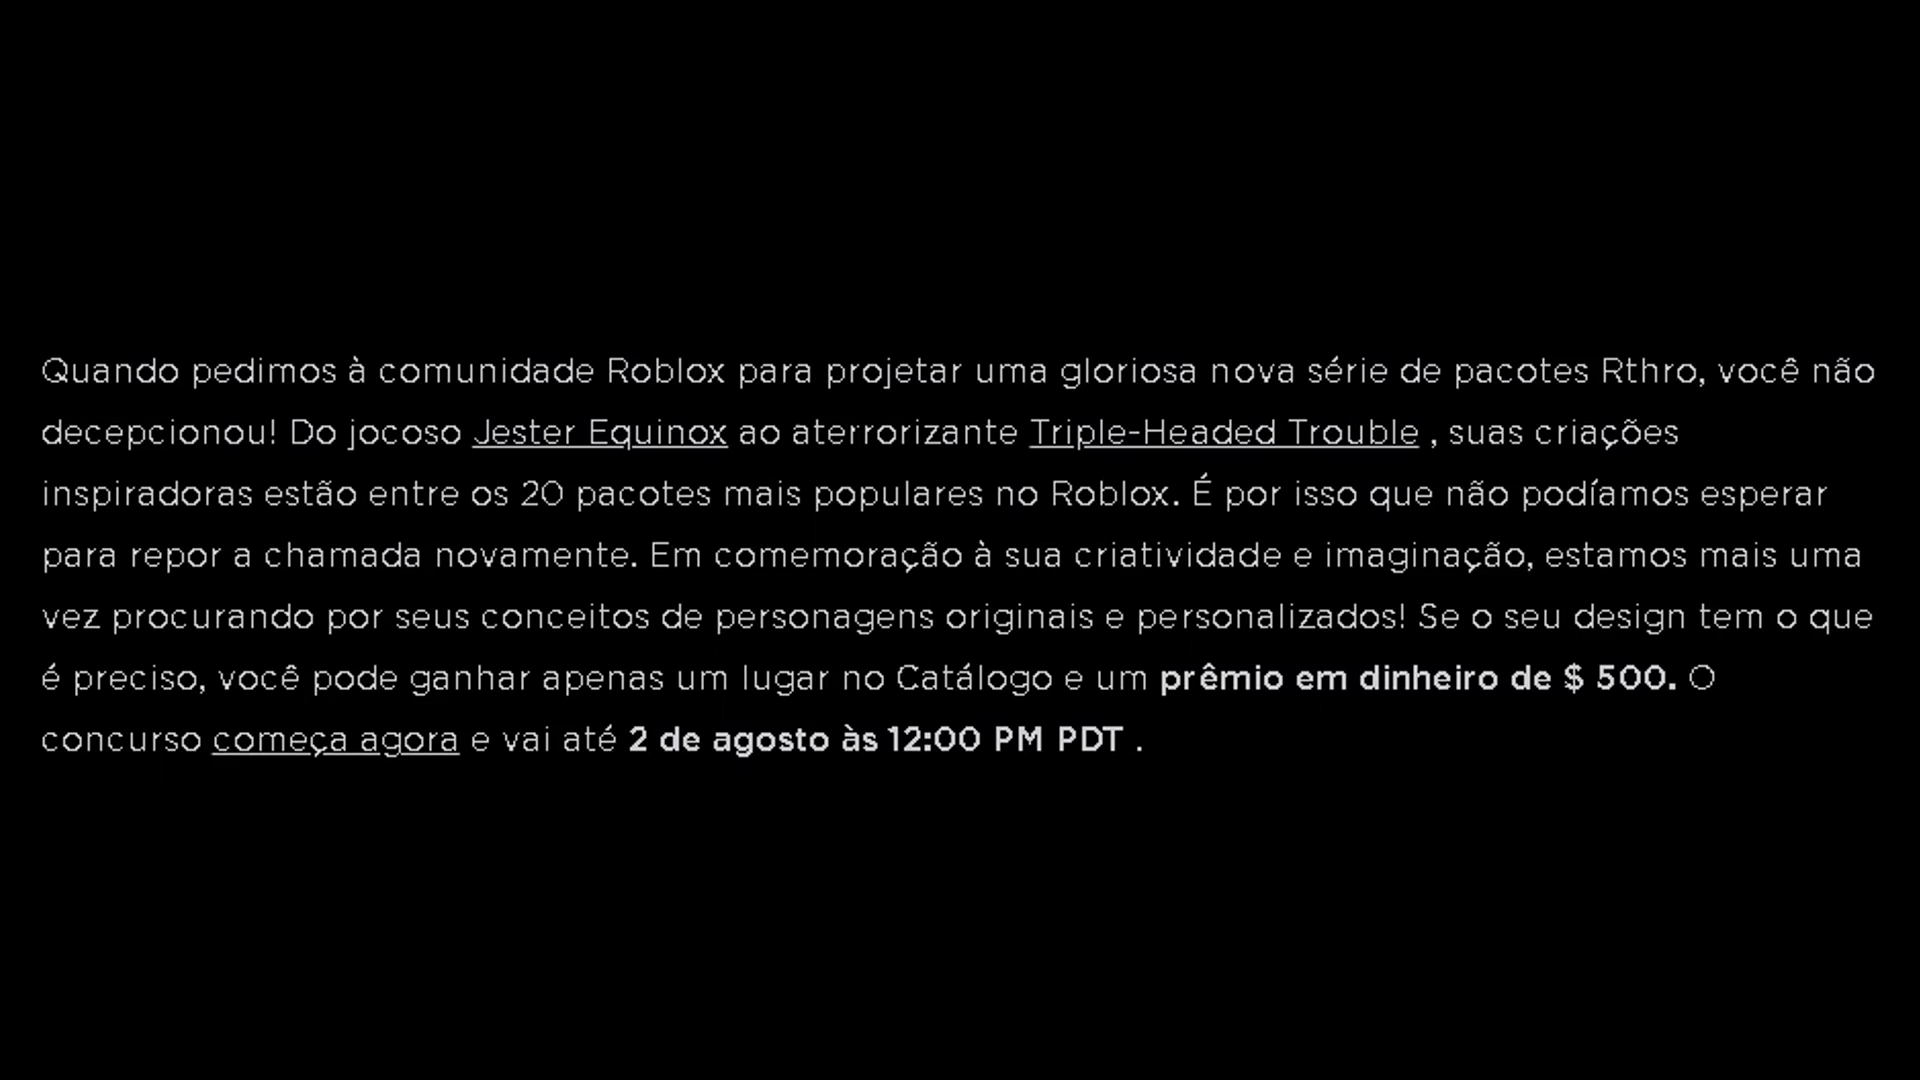 Quando pedimos à comunidade Roblox para projetar uma gloriosa nova série de pacotes Rthro, você não
decepcionou! Do jocoso Jester Equinox ao aterrorizante Triple-Headed Trouble , suas criações
inspiradoras estão entre os 20 pacotes mais populares no Roblox. É por isso que não podíamos esperar
para repor a chamada novamente. Em comemoração à sua criatividade e imaginação, estamos mais uma
vez procurando por seus conceitos de personagens originais e personalizados! Se o seu design tem o que
é preciso, você pode ganhar apenas um lugar no Catálogo e um prêmio em dinheiro de $ 500. O
concurso começa agora e vai até 2 de agosto às 12:00 PM PDT .